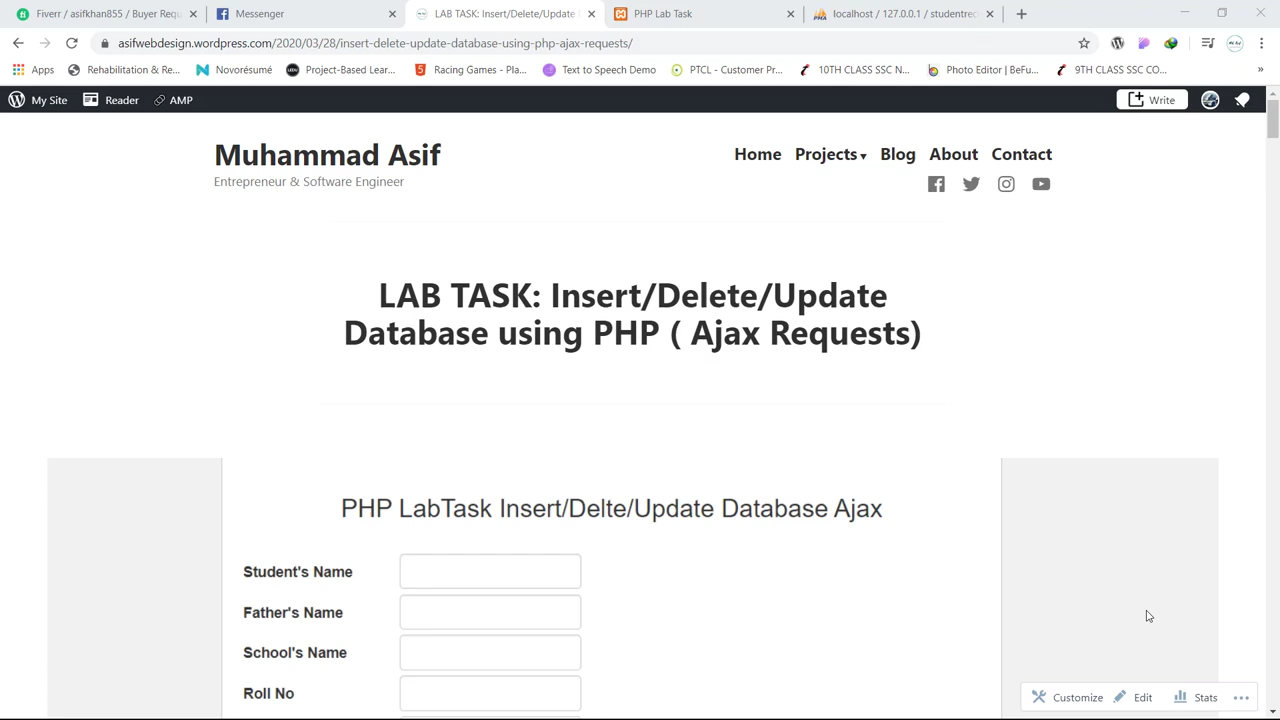 Fiverr / asifkhan855 / Buyer Requ
Messenger
LAB TASK: Insert/Delete/Update
PHP Lab Task
localhost / 127.0.0.1 / studentrec
asifwebdesign.wordpress.com/2020/03/28/insert-delete-update-database-using-php-ajax-requests/
Apps
Rehabilitation & Re...
Novorésumé
Project-Based Lear...
Racing Games - Pla...
Text to Speech Demo
PTCL - Customer Pr...
10TH CLASS SSC N...
Photo Editor | BeFu...
9TH CLASS SSC CO...
»
My Site
Reader
AMP
Write
Muhammad Asif
Entrepreneur & Software Engineer
Home
Projects
Blog
About
Contact
LAB TASK: Insert/Delete/Update
Database using PHP ( Ajax Requests)
PHP LabTask Insert/Delte/Update Database Ajax
Student's Name
Father's Name
School's Name
Roll No
Customize
Edit
Stats